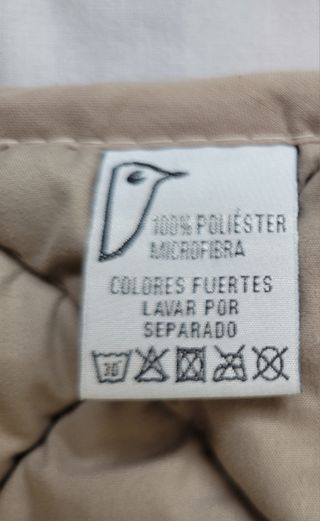 100% POLIÉSTER
MICROFIBRA
COLORES FUERTES
LAVAR POR
SEPARADO
30°